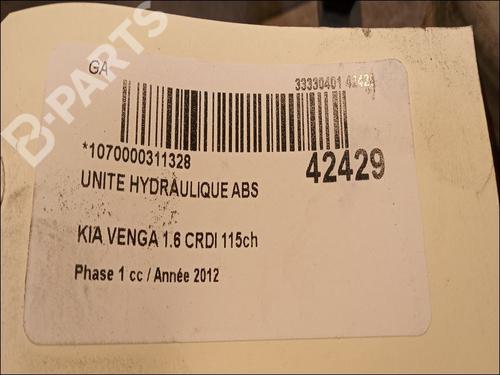 B-PARTS
GA
33330401 42429
*1070000311328
42429
UNITE HYDRAULIQUE ABS
KIA VENGA 1.6 CRDI 115ch
Phase 1 cc / Année 2012